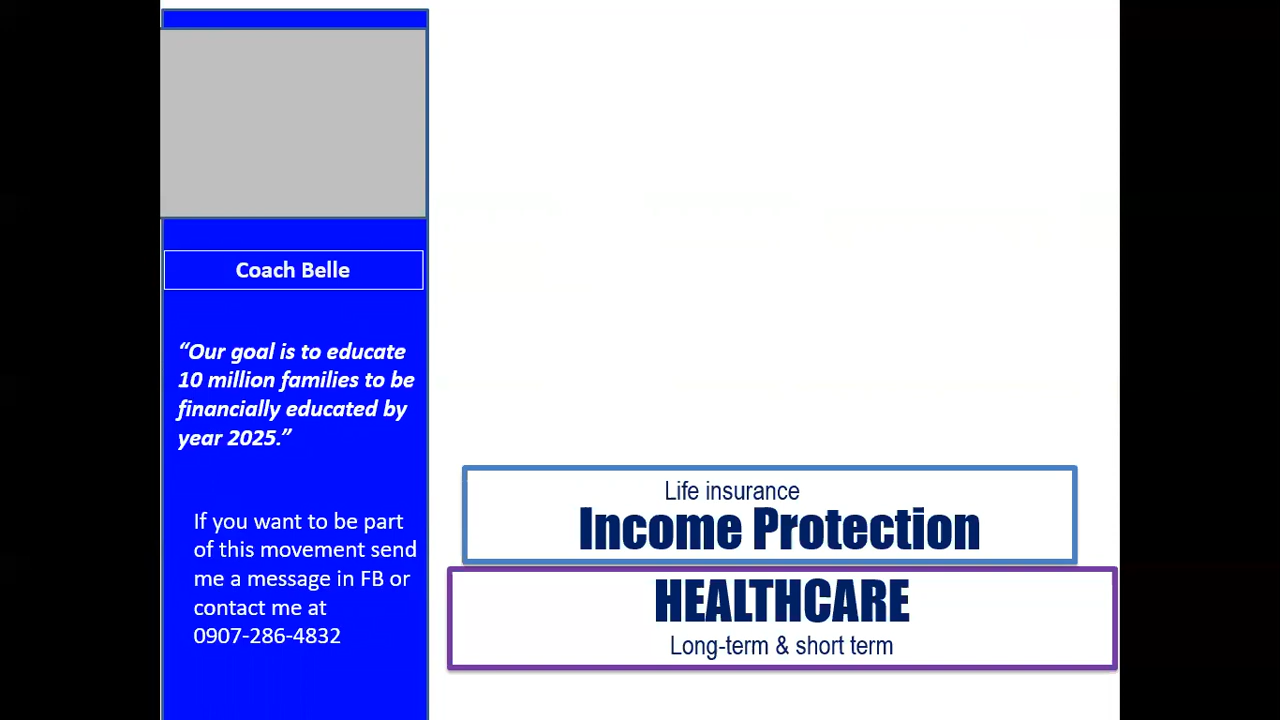 Coach Belle
“Our goal is to educate
10 million families to be
financially educated by
year 2025.”
If you want to be part
of this movement send
me a message in FB or
contact me at
0907-286-4832
Life insurance
Income Protection
HEALTHCARE
Long-term & short term